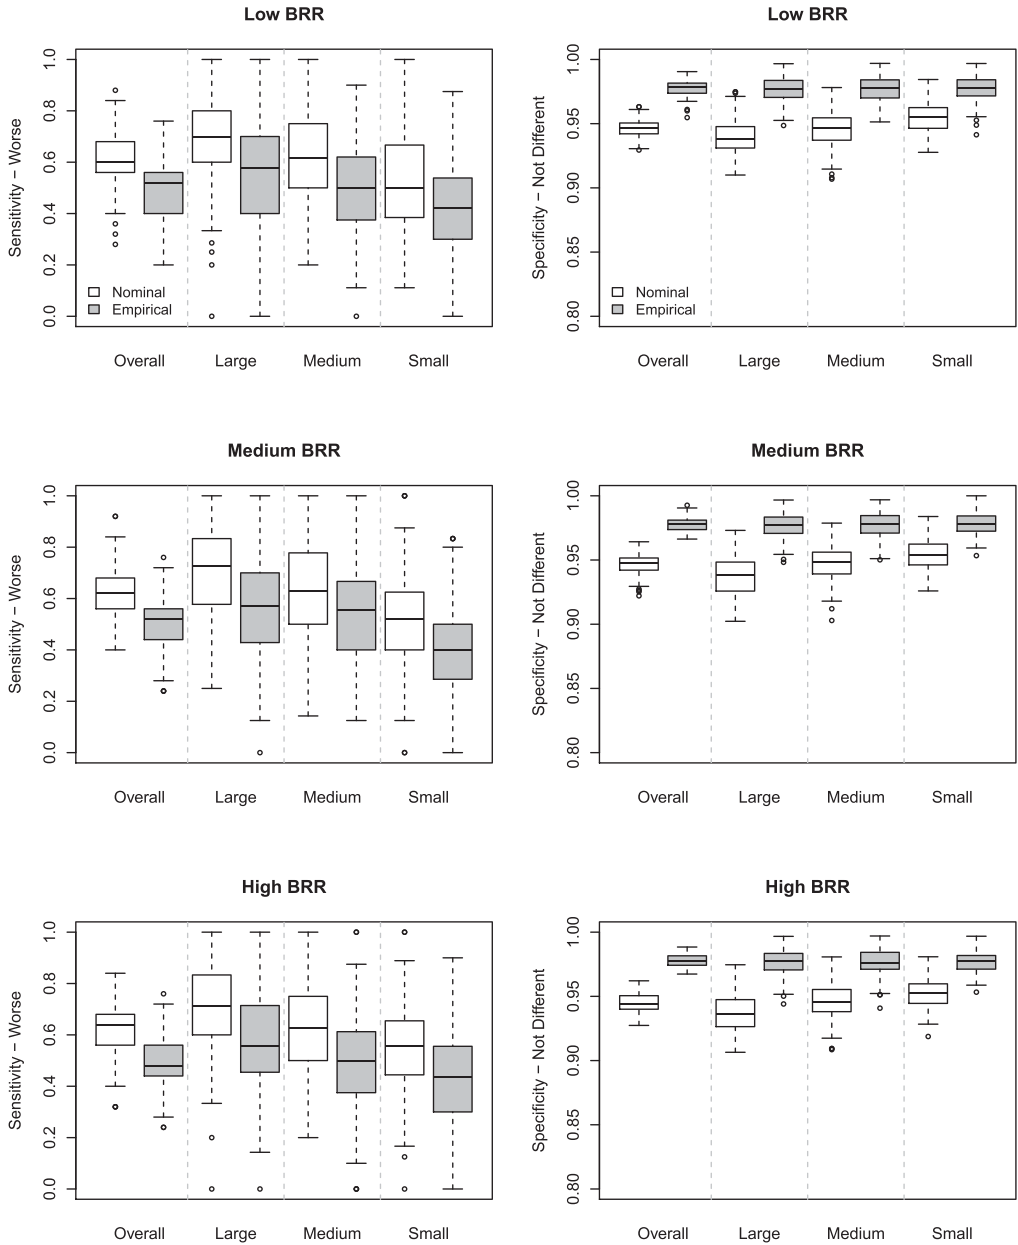 Low BRR
Sensitivity − Worse
1.0
0.8
0.6
0.4
0.2
0.0
Nominal
Empirical
Overall Large Medium Small
Low BRR
Specificity − Not Different
1.00
0.95
0.90
0.85
0.80
Nominal
Empirical
Overall Large Medium Small
Medium BRR
Sensitivity − Worse
1.0
0.8
0.6
0.4
0.2
0.0
Overall Large Medium Small
Medium BRR
Specificity − Not Different
1.00
0.95
0.90
0.85
0.80
Overall Large Medium Small
High BRR
Sensitivity − Worse
1.0
0.8
0.6
0.4
0.2
0.0
Overall Large Medium Small
High BRR
Specificity − Not Different
1.00
0.95
0.90
0.85
0.80
Overall Large Medium Small